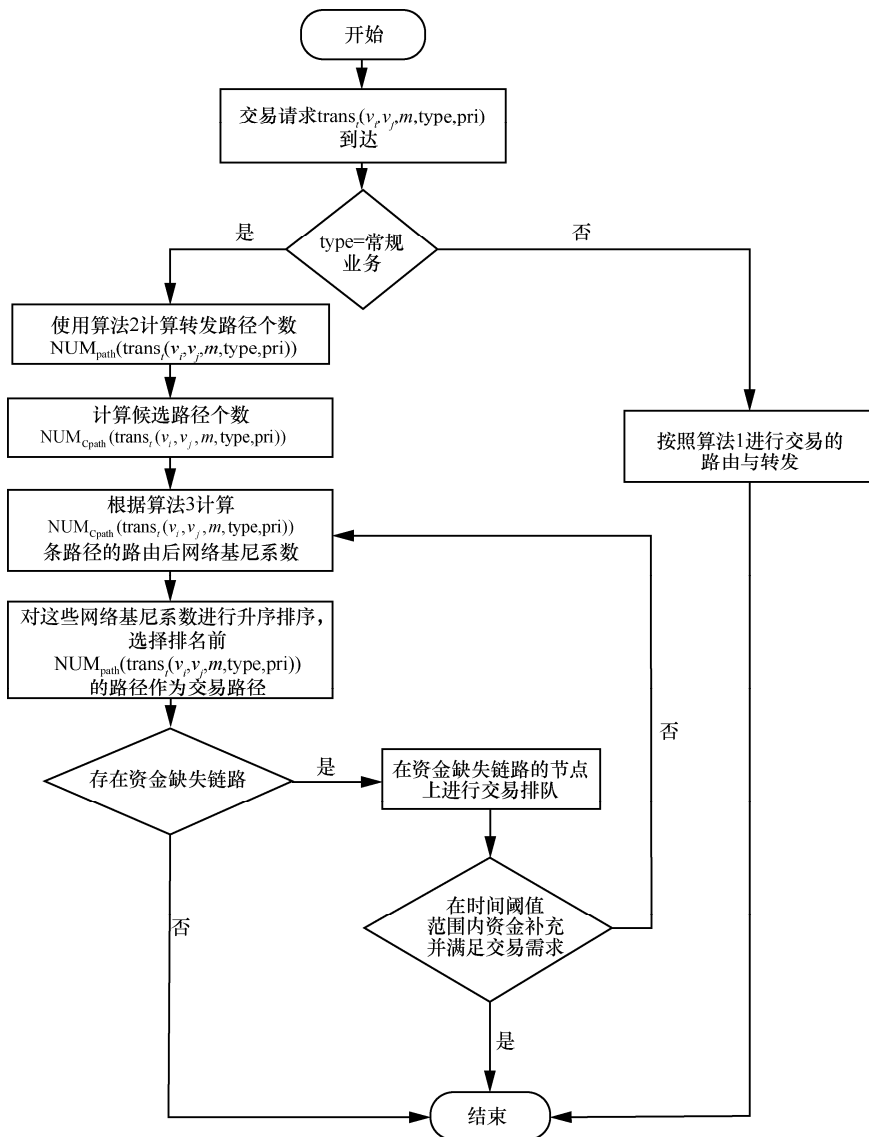 开始
交易请求trans_t(v_i,v_j,m,type,pri)
到达
是
否
type=常规
业务
使用算法2计算转发路径个数
NUM_path(trans_t(v_i,v_j,m,type,pri))
计算候选路径个数
NUM_Cpath(trans_t(v_i,v_j,m,type,pri))
按照算法1进行交易的
路由与转发
根据算法3计算
NUM_Cpath(trans_t(v_i,v_j,m,type,pri))
条路径的路由后网络基尼系数
对这些网络基尼系数进行升序排序,
选择排名前
NUM_path(trans_t(v_i,v_j,m,type,pri))
的路径作为交易路径
否
存在资金缺失链路
是
在资金缺失链路的节点
上进行交易排队
否
在时间阈值
范围内资金补充
并满足交易需求
是
结束